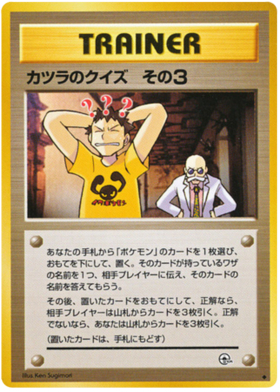 TRAINER
カツラのクイズ その3
? ? ?
あなたの手札から「ポケモン」のカードを1枚選び、
おもてを下にして、置く。そのカードが持っているワザ
の名前を1つ、相手プレイヤーに伝え、そのカードの
名前を答えてもらう。
その後、置いたカードをおもてにして、正解なら、
相手プレイヤーは山札からカードを3枚引く。正解
でないなら、あなたは山札からカードを3枚引く。
(置いたカードは、手札にもどす)
Illus. Ken Sugimori